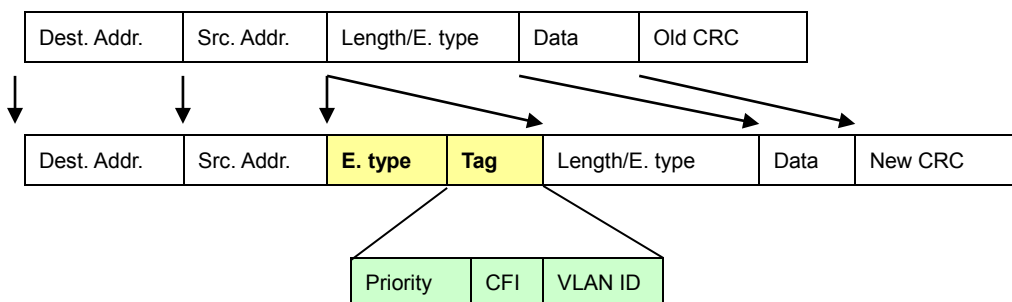 Dest. Addr. Src. Addr. Length/E. type Data Old CRC
Dest. Addr. Src. Addr. E. type Tag Length/E. type Data New CRC
Priority CFI VLAN ID